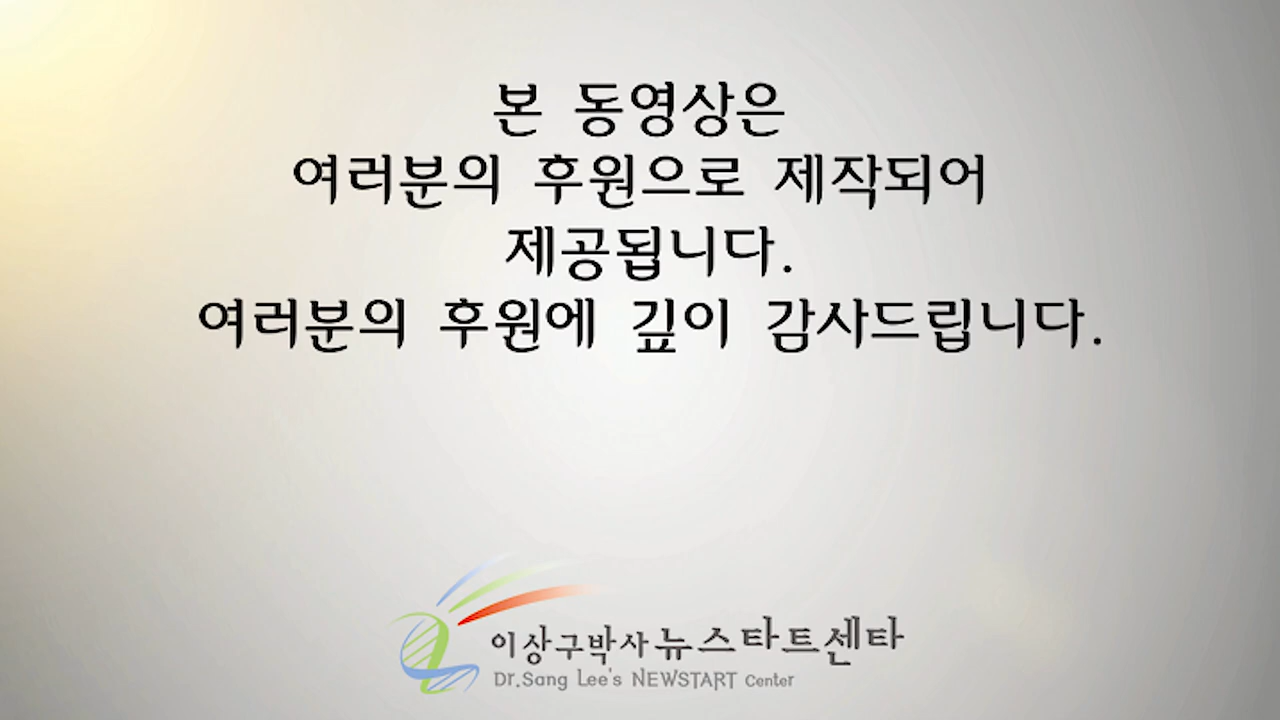 본 동영상은
여러분의 후원으로 제작되어
제공됩니다.
여러분의 후원에 깊이 감사드립니다.
이상구박사뉴스타트센타
Dr.Sang Lee's NEWSTART Center